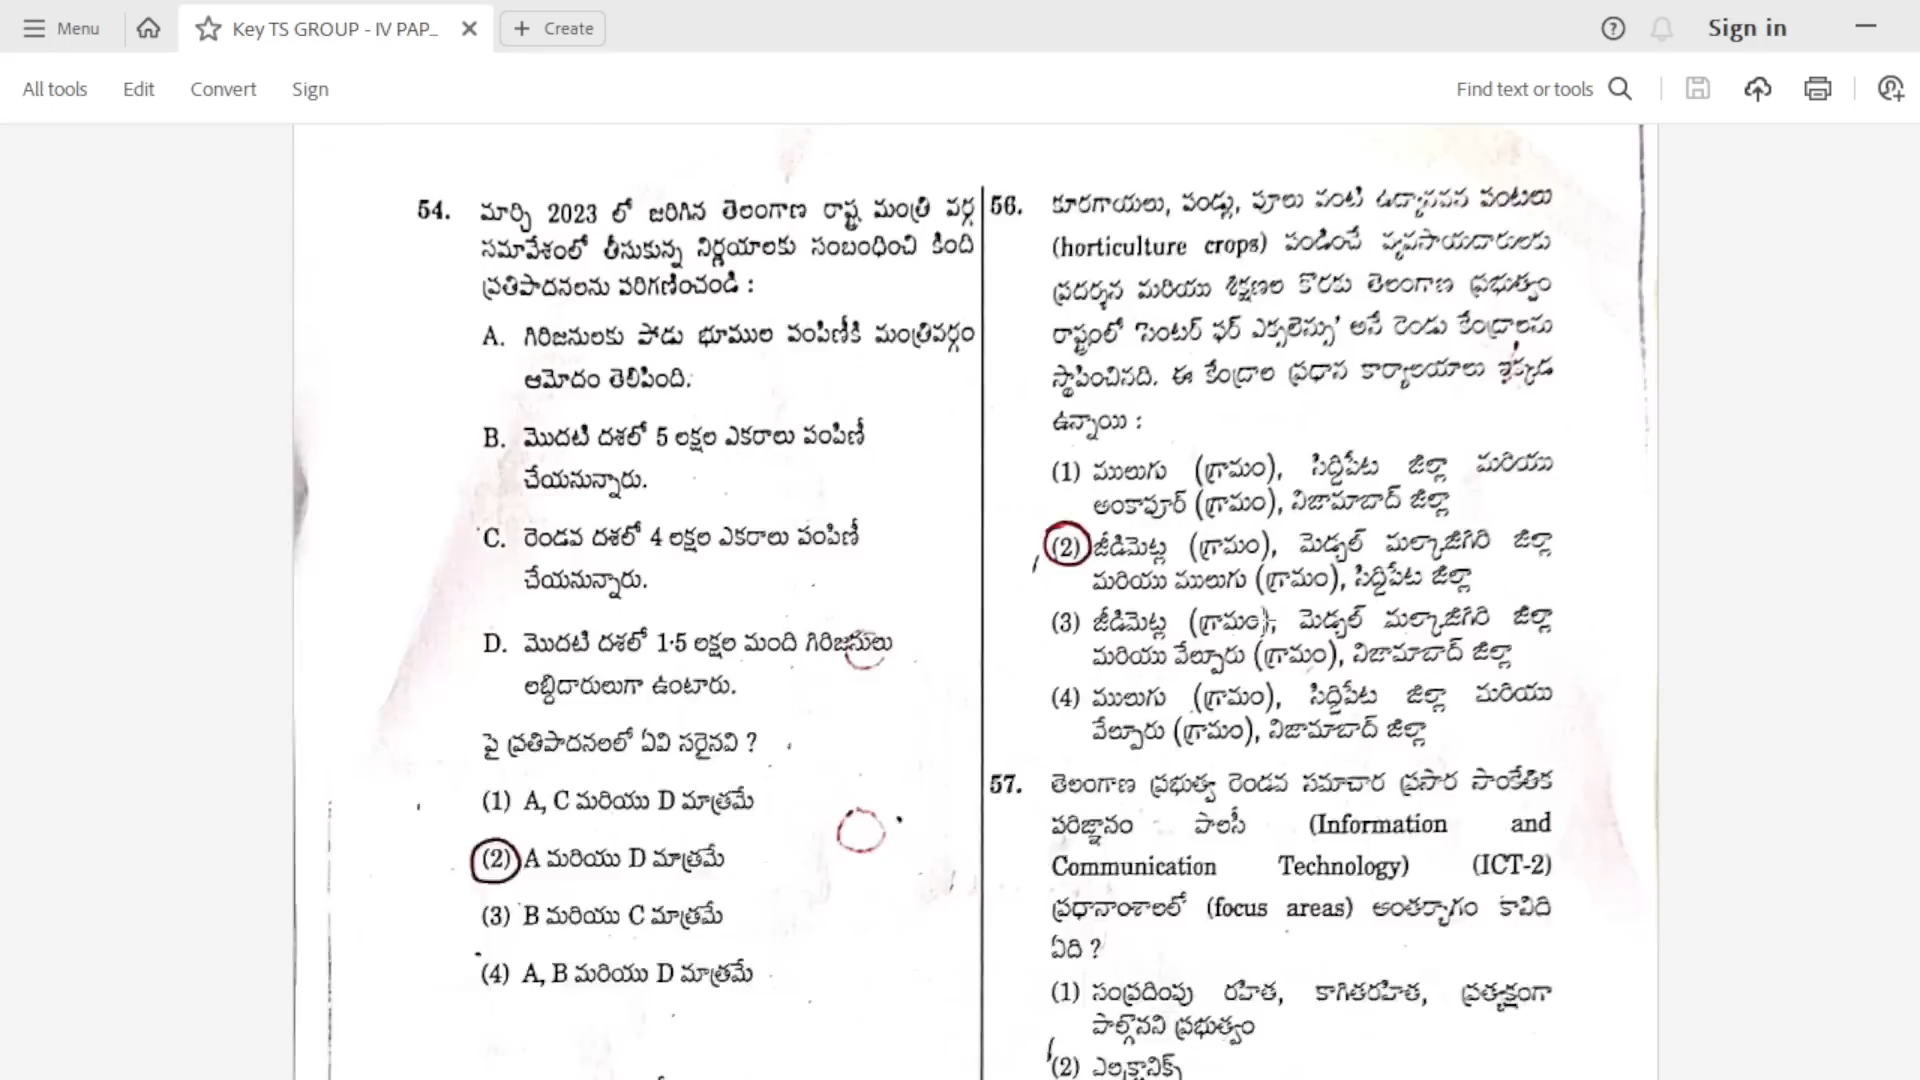 Menu
Key TS GROUP - IV PAP_
Create
Sign in
All tools
Edit
Convert
Sign
Find text or tools
54. మార్చి 2023 లో జరిగిన తెలంగాణ రాష్ట్ర మంత్రి వర్గ
సమావేశంలో తీసుకున్న నిర్ణయాలకు సంబంధించి కింది
ప్రతిపాదనలను పరిగణించండి :
A. గిరిజనులకు పోడు భూముల పంపిణీకి మంత్రివర్గం
ఆమోదం తెలిపింది.
B. మొదటి దశలో 5 లక్షల ఎకరాలు పంపిణీ
చేయనున్నారు.
C. రెండవ దశలో 4 లక్షల ఎకరాలు పంపిణీ
చేయనున్నారు.
D. మొదటి దశలో 1·5 లక్షల మంది గిరిజనులు
లబ్ధిదారులుగా ఉంటారు.
పై ప్రతిపాదనలలో ఏవి సరైనవి ?
(1) A, C మరియు D మాత్రమే
(2) A మరియు D మాత్రమే
(3) B మరియు C మాత్రమే
(4) A, B మరియు D మాత్రమే
56. కూరగాయలు, పండ్లు, పూలు వంటి ఉద్యానవన పంటలు
(horticulture crops) పండించే వ్యవసాయదారులకు
ప్రదర్శన మరియు శిక్షణల కొరకు తెలంగాణ ప్రభుత్వం
రాష్ట్రంలో 'సెంటర్ ఫర్ ఎక్సలెన్సు' అనే రెండు కేంద్రాలను
స్థాపించినది. ఈ కేంద్రాల ప్రధాన కార్యాలయాలు ఇక్కడ
ఉన్నాయి :
(1) ములుగు (గ్రామం), సిద్దిపేట జిల్లా మరియు
అంకాపూర్ (గ్రామం), నిజామాబాద్ జిల్లా
(2) జీడిమెట్ల (గ్రామం), మెడ్చల్ మల్కాజిగిరి జిల్లా
మరియు ములుగు (గ్రామం), సిద్దిపేట జిల్లా
(3) జీడిమెట్ల (గ్రామం), మెడ్చల్ మల్కాజిగిరి జిల్లా
మరియు వేల్పూరు (గ్రామం), నిజామాబాద్ జిల్లా
(4) ములుగు (గ్రామం), సిద్దిపేట జిల్లా మరియు
వేల్పూరు (గ్రామం), నిజామాబాద్ జిల్లా
57. తెలంగాణ ప్రభుత్వ రెండవ సమాచార ప్రసార సాంకేతిక
పరిజ్ఞానం పాలసీ (Information and
Communication Technology) (ICT-2)
ప్రధానాంశాలలో (focus areas) అంతర్భాగం కానిది
ఏది ?
(1) సంప్రదింపు రహిత, కాగితరహిత, ప్రత్యక్షంగా
పాల్గొనని ప్రభుత్వం
(2) ఎలక్ట్రానిక్స్